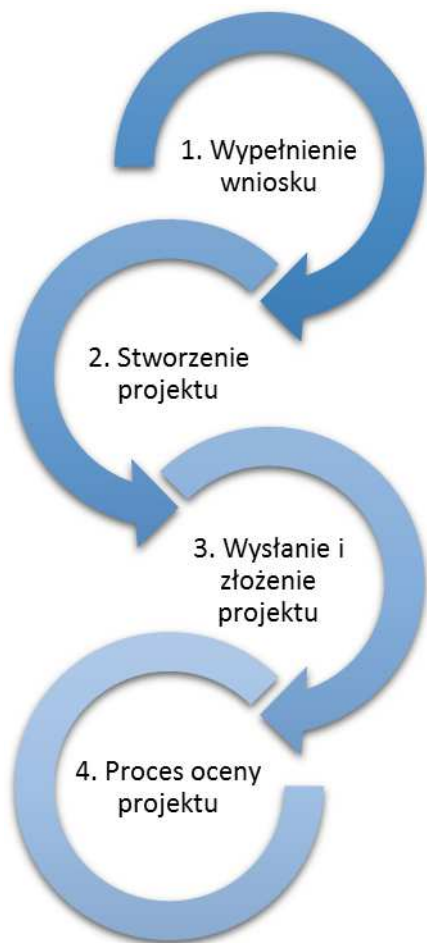 1. Wypełnienie
wniosku
2. Stworzenie
projektu
3. Wysłanie i
złożenie
projektu
4. Proces oceny
projektu